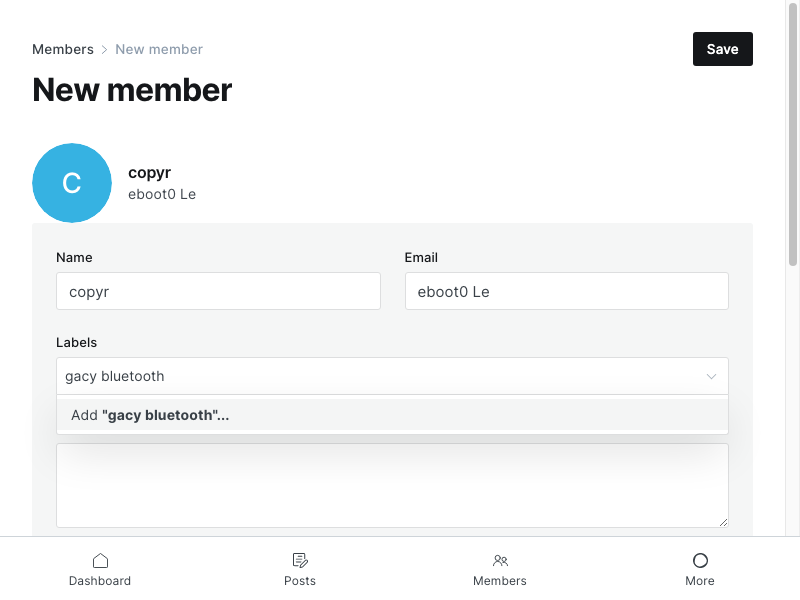 Members > New member
Save
New member
C
copyr
eboot0 Le
Name
Email
copyr
eboot0 Le
Labels
gacy bluetooth
Add "gacy bluetooth"...
Dashboard
Posts
Members
More